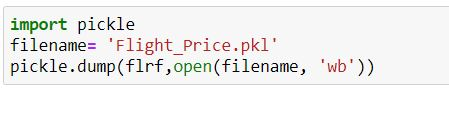 import pickle
filename= 'Flight_Price.pkl'
pickle.dump(flrf,open(filename, 'wb'))